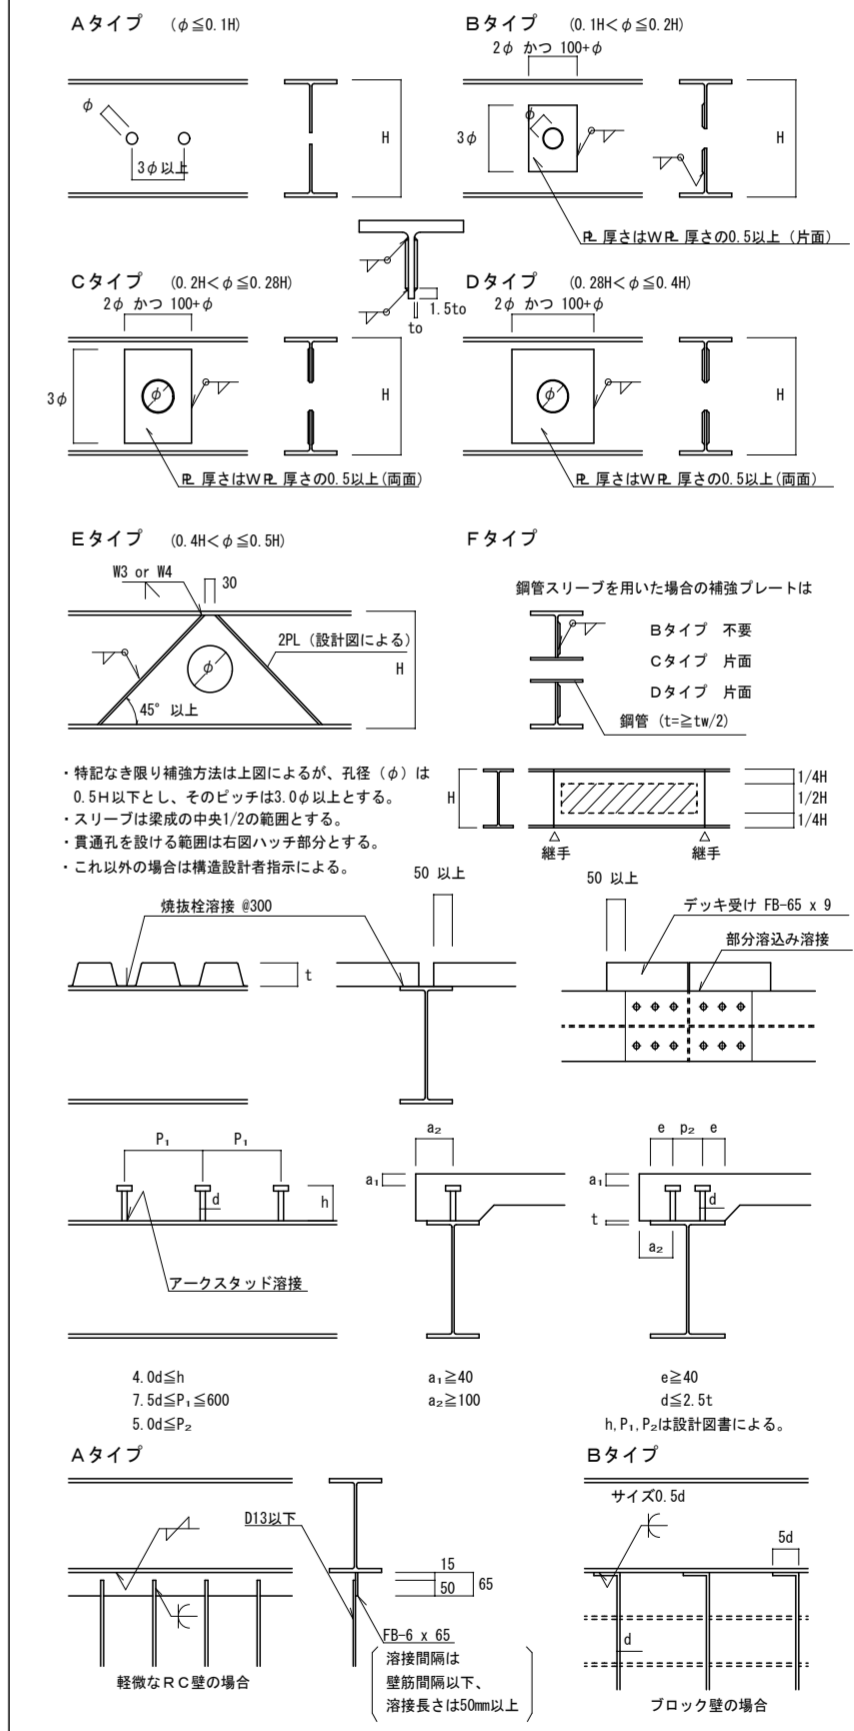 Aタイプ (φ≦0.1H)
φ
3φ以上
H
Bタイプ (0.1H<φ≦0.2H)
2φ かつ 100+φ
φ
3φ
H
PL 厚さはWPL 厚さの0.5以上 (片面)
1.5to
to
Cタイプ (0.2H<φ≦0.28H)
2φ かつ 100+φ
3φ
φ
H
PL 厚さはWPL 厚さの0.5以上(両面)
Dタイプ (0.28H<φ≦0.4H)
2φ かつ 100+φ
φ
H
PL 厚さはWPL 厚さの0.5以上(両面)
Eタイプ (0.4H<φ≦0.5H)
W3 or W4
30
2PL (設計図による)
φ
H
45° 以上
Fタイプ
鋼管スリーブを用いた場合の補強プレートは
Bタイプ 不要
Cタイプ 片面
Dタイプ 片面
鋼管 (t=≧tw/2)
・特記なき限り補強方法は上図によるが、孔径(φ)は
0.5H以下とし、そのピッチは3.0φ以上とする。
・スリーブは梁成の中央1/2の範囲とする。
・貫通孔を設ける範囲は右図ハッチ部分とする。
・これ以外の場合は構造設計者指示による。
H
1/4H
1/2H
1/4H
継手
継手
焼抜栓溶接 @300
t
50 以上
50 以上
デッキ受け FB-65 x 9
部分溶込み溶接
P₁
P₁
d
h
アークスタッド溶接
a₂
a₁
e
p₂
e
a₁
d
t
a₂
4.0d≦h
7.5d≦P₁≦600
5.0d≦P₂
a₁≧40
a₂≧100
e≧40
d≦2.5t
h,P₁,P₂は設計図書による。
Aタイプ
D13以下
15
50
65
FB-6 x 65
溶接間隔は
壁筋間隔以下、
溶接長さは50mm以上
軽微なRC壁の場合
Bタイプ
サイズ0.5d
5d
d
ブロック壁の場合